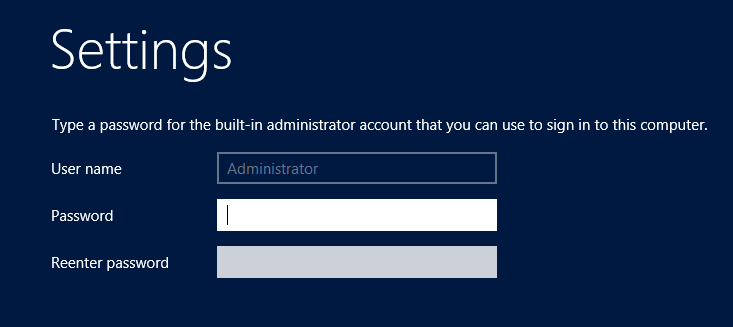 Settings
Type a password for the built-in administrator account that you can use to sign in to this computer.
User name Administrator
Password
Reenter password